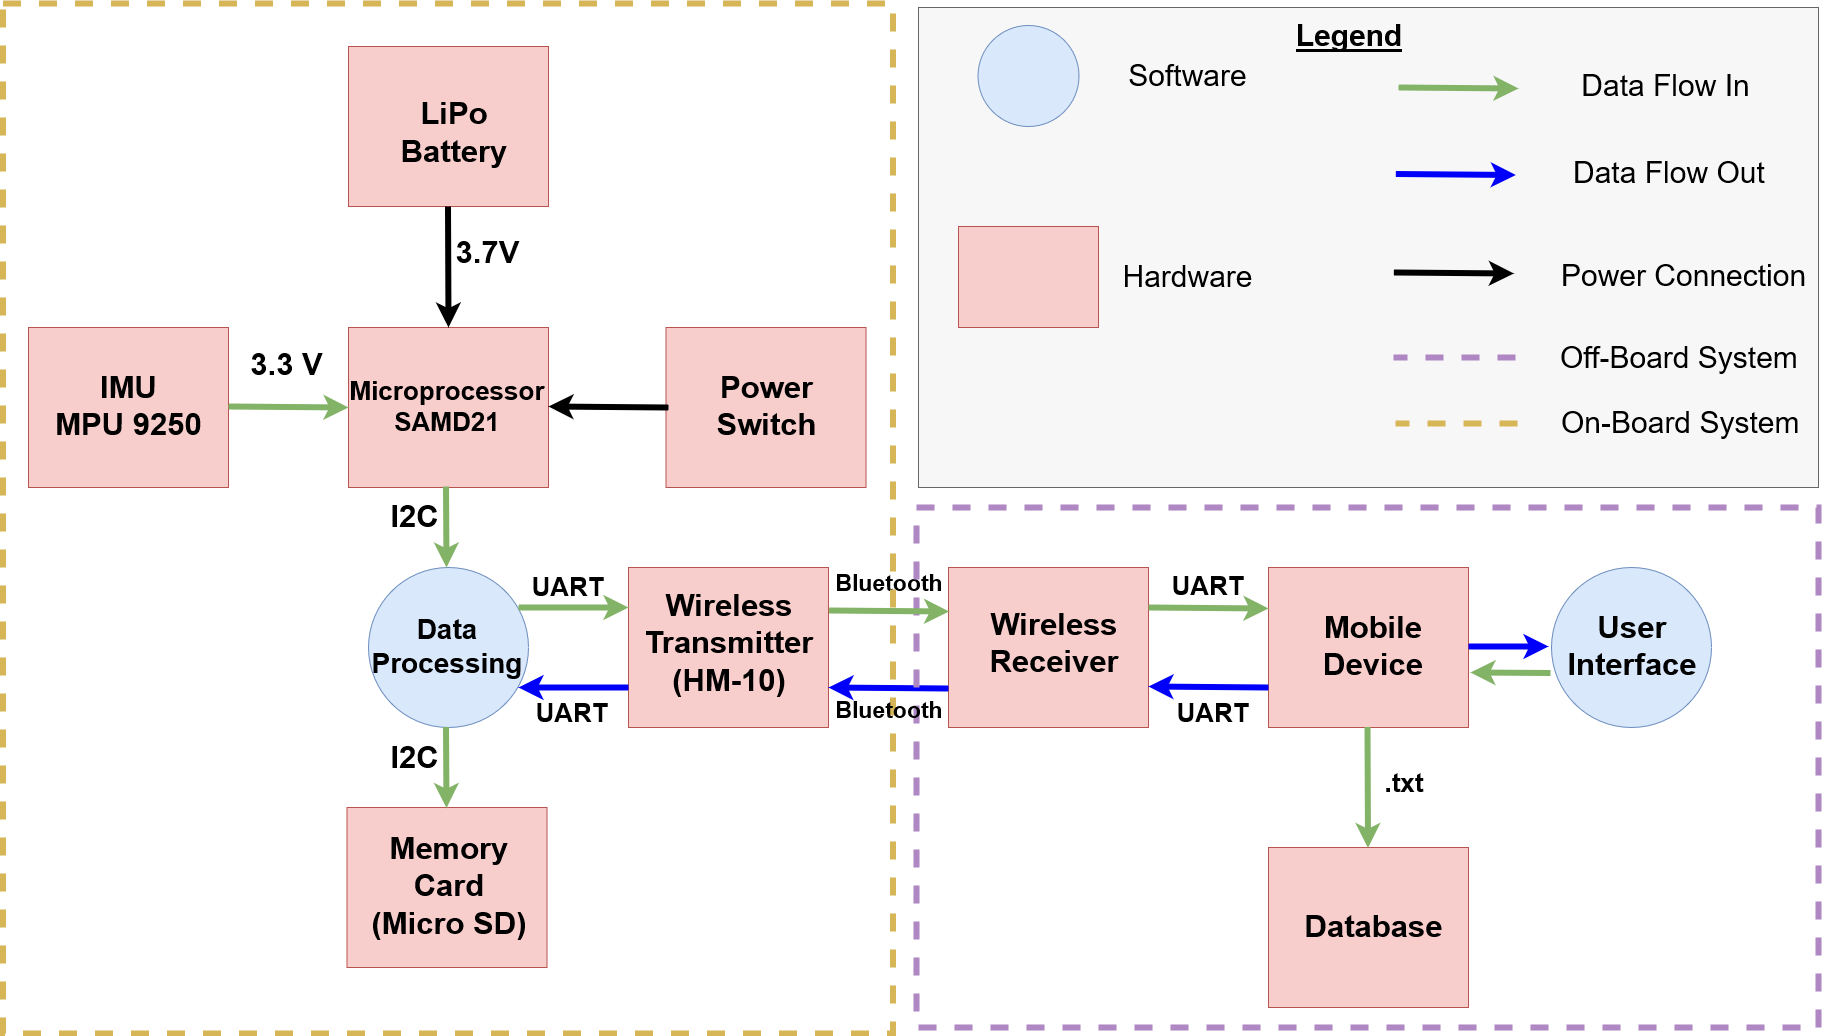 LiPo
Battery
3.7V
IMU
MPU 9250
3.3 V
Microprocessor
SAMD21
Power
Switch
I2C
Data
Processing
UART
UART
Wireless
Transmitter
(HM-10)
I2C
Memory
Card
(Micro SD)
Legend
Software
Hardware
Data Flow In
Data Flow Out
Power Connection
Off-Board System
On-Board System
Bluetooth
Bluetooth
Wireless
Receiver
UART
UART
Mobile
Device
User
Interface
.txt
Database